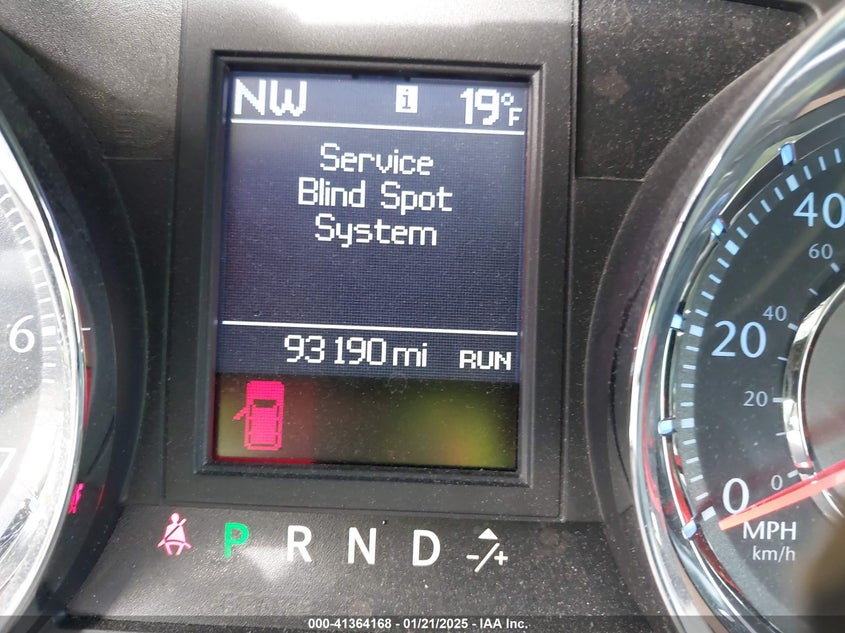 NW i 19°F
Service
Blind Spot
System
93190 mi RUN
6
7
P R N D -/+
40
60
20
40
20
0
0
MPH
km/h
000-41364168 - 01/21/2025 - IAA Inc.